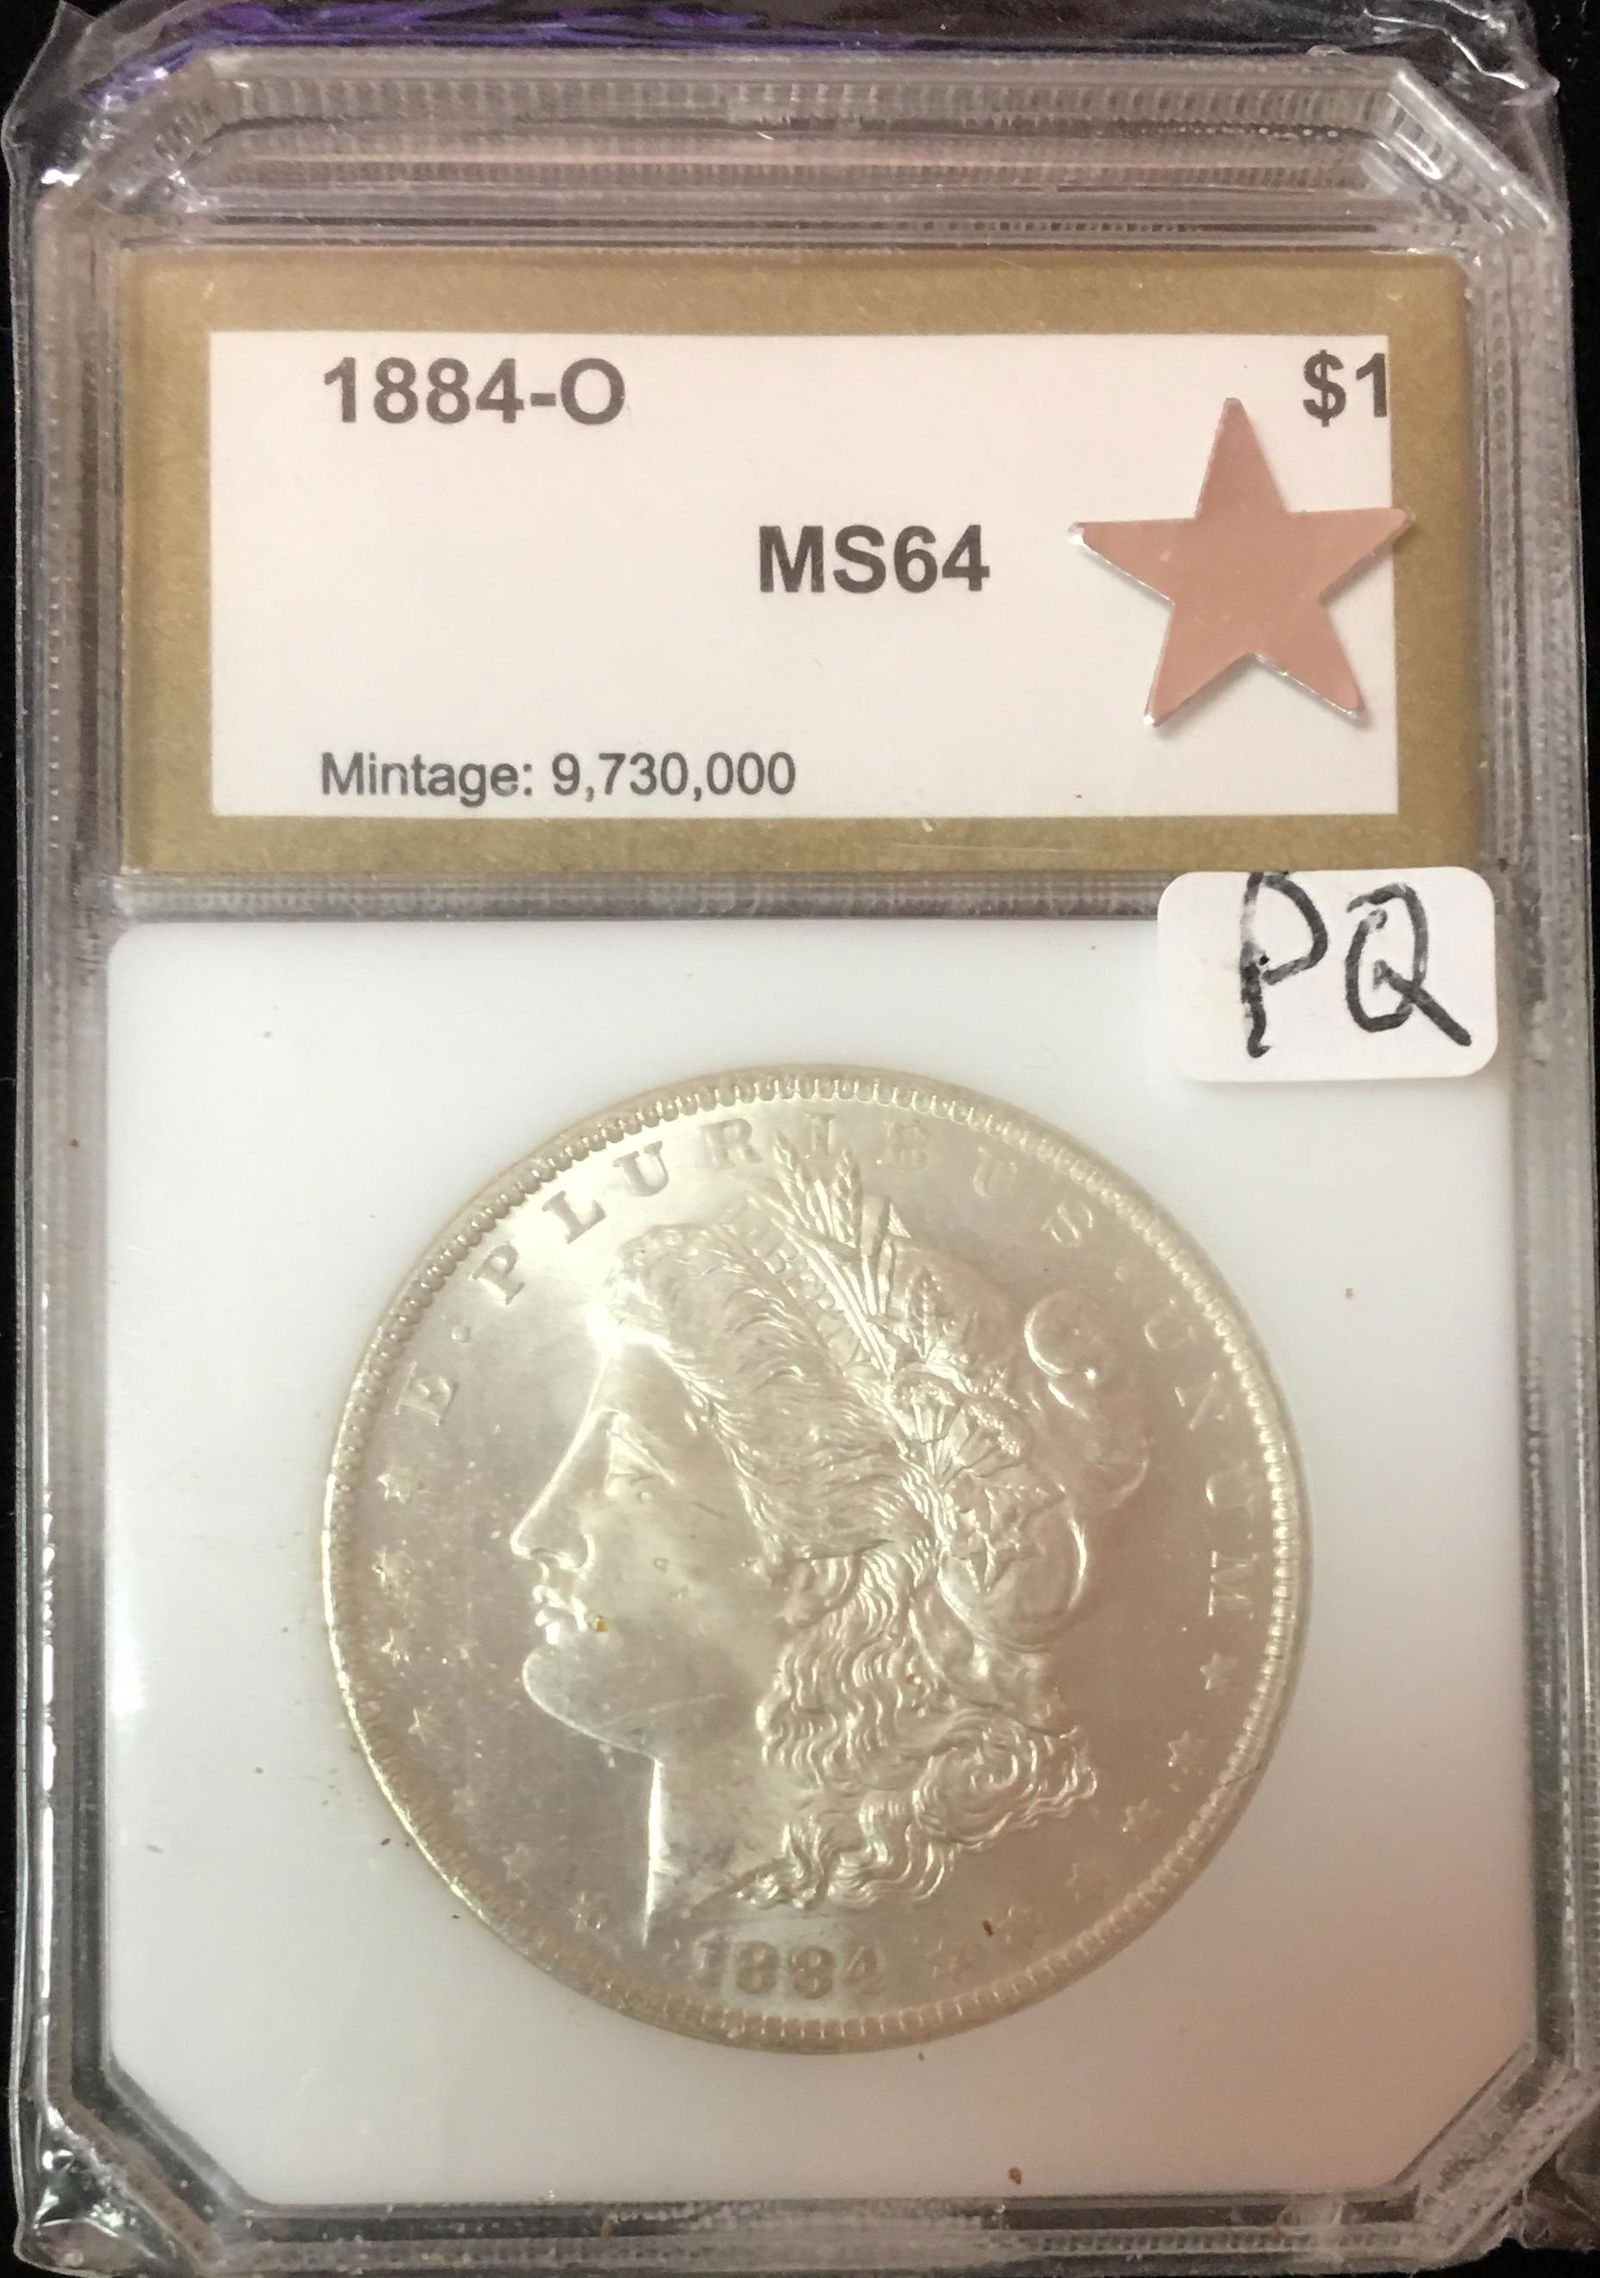 1884-O $1
MS64
Mintage: 9,730,000
PQ
E · PLURIBUS · UNUM
LIBERTY
1884